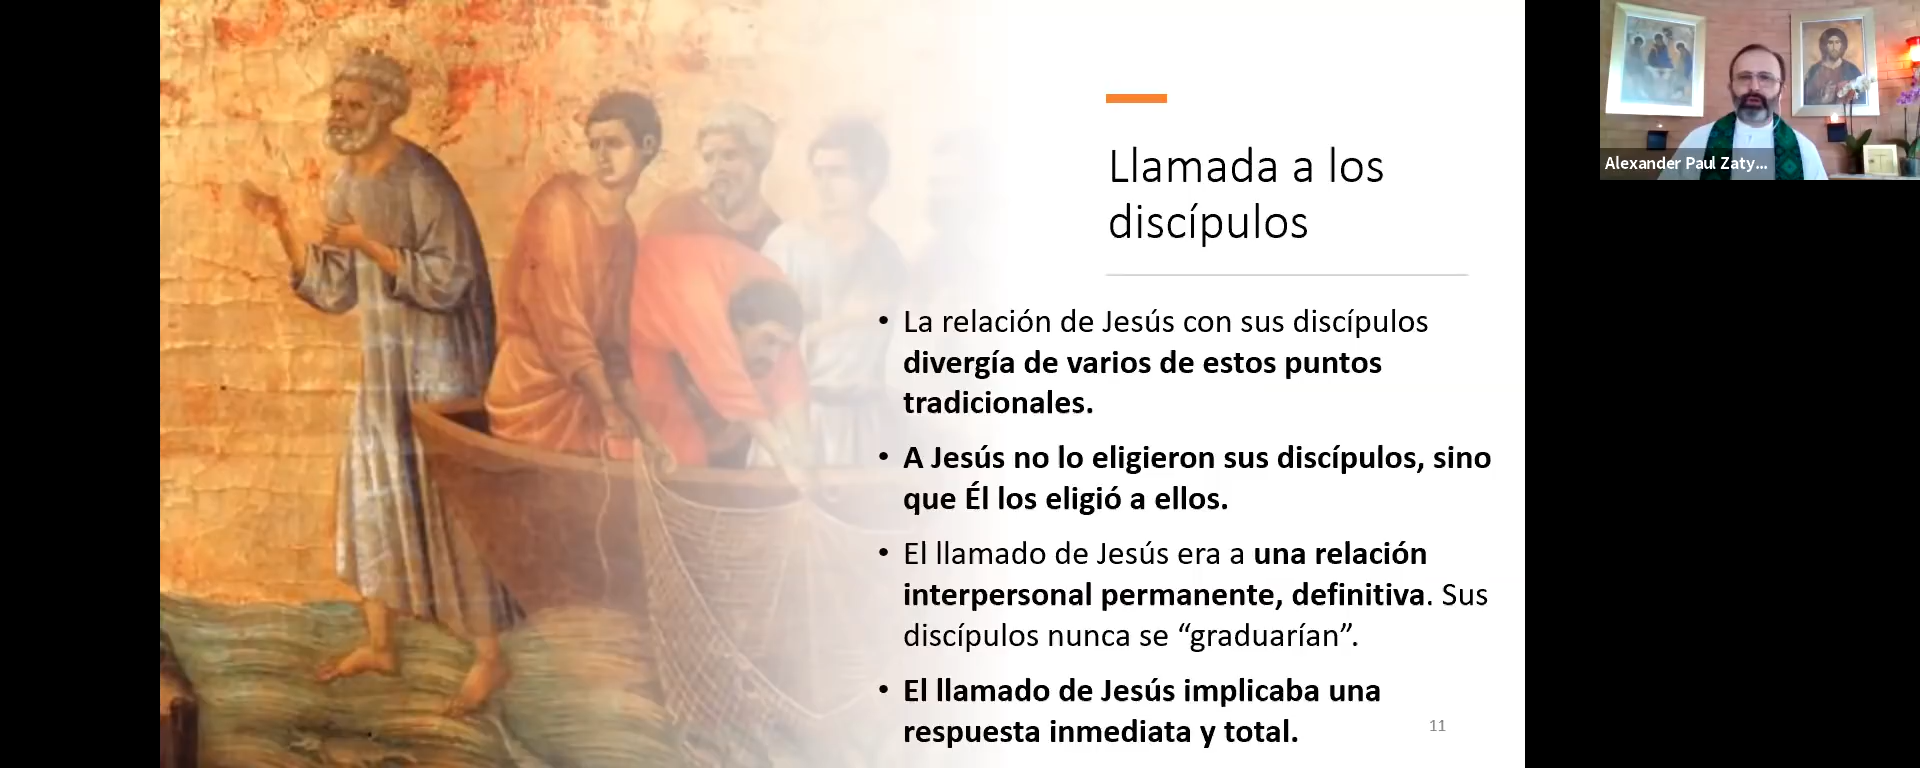 Llamada a los
discípulos
• La relación de Jesús con sus discípulos
divergía de varios de estos puntos
tradicionales.
• A Jesús no lo eligieron sus discípulos, sino
que Él los eligió a ellos.
• El llamado de Jesús era a una relación
interpersonal permanente, definitiva. Sus
discípulos nunca se “graduarían”.
• El llamado de Jesús implicaba una
respuesta inmediata y total.
11
Alexander Paul Zaty...